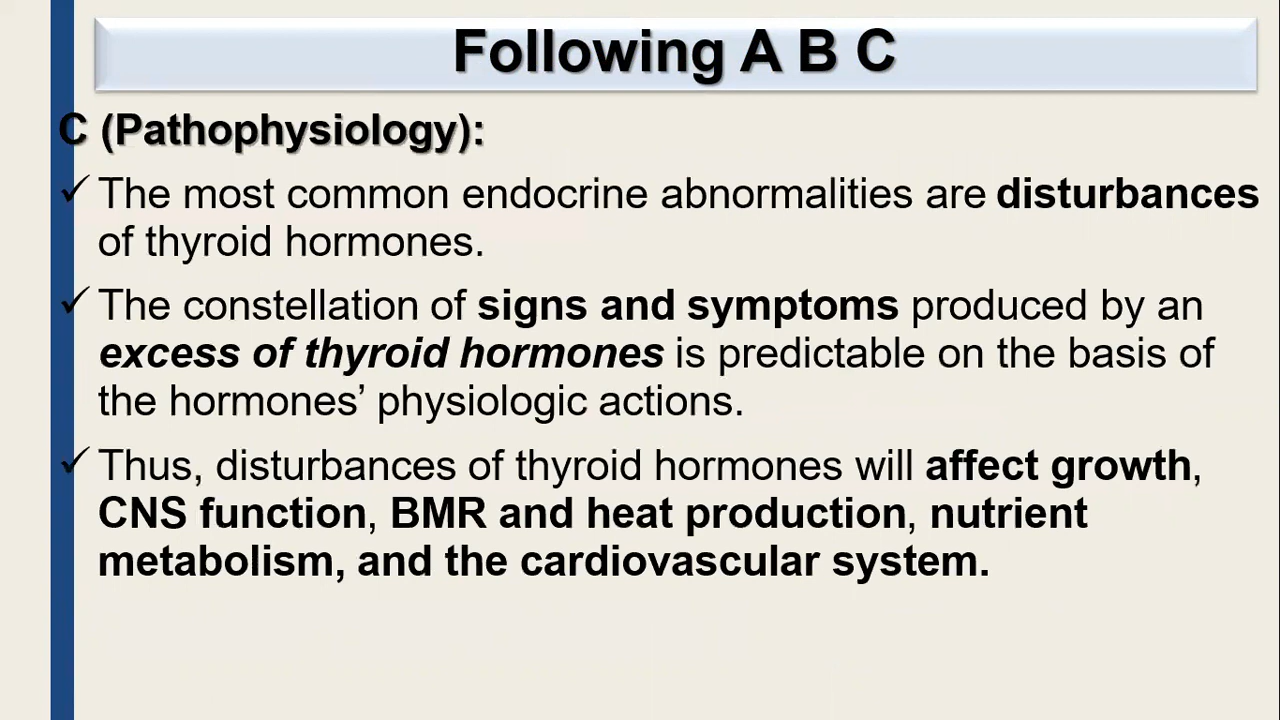 Following A B C
C (Pathophysiology):
✓ The most common endocrine abnormalities are disturbances
of thyroid hormones.
✓ The constellation of signs and symptoms produced by an
excess of thyroid hormones is predictable on the basis of
the hormones’ physiologic actions.
✓ Thus, disturbances of thyroid hormones will affect growth,
CNS function, BMR and heat production, nutrient
metabolism, and the cardiovascular system.